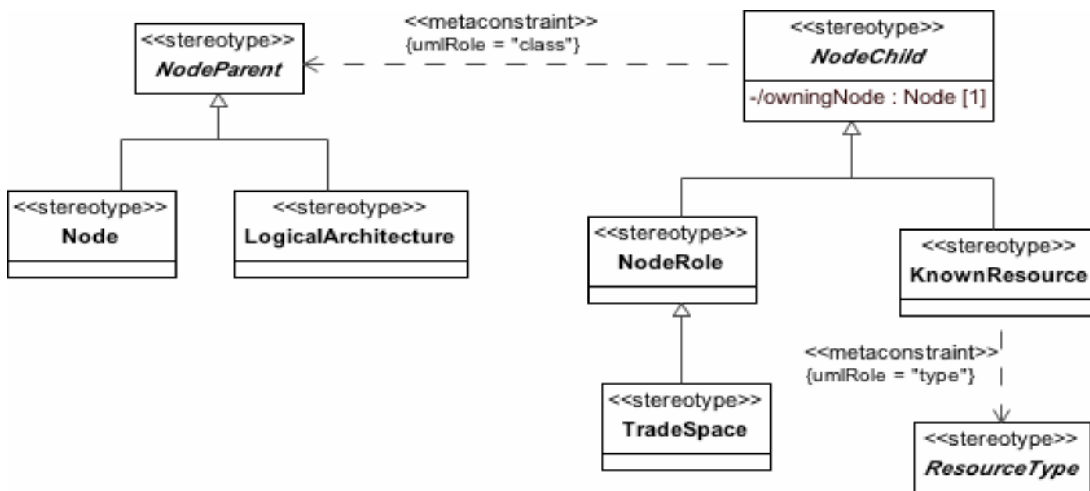 <<metaconstraint>>
{umlRole = "class"}
<<stereotype>>
NodeParent
<<stereotype>>
NodeChild
-/owningNode : Node [1]
<<stereotype>>
Node
<<stereotype>>
LogicalArchitecture
<<stereotype>>
NodeRole
<<stereotype>>
KnownResource
<<metaconstraint>>
{umlRole = "type"}
<<stereotype>>
TradeSpace
<<stereotype>>
ResourceType